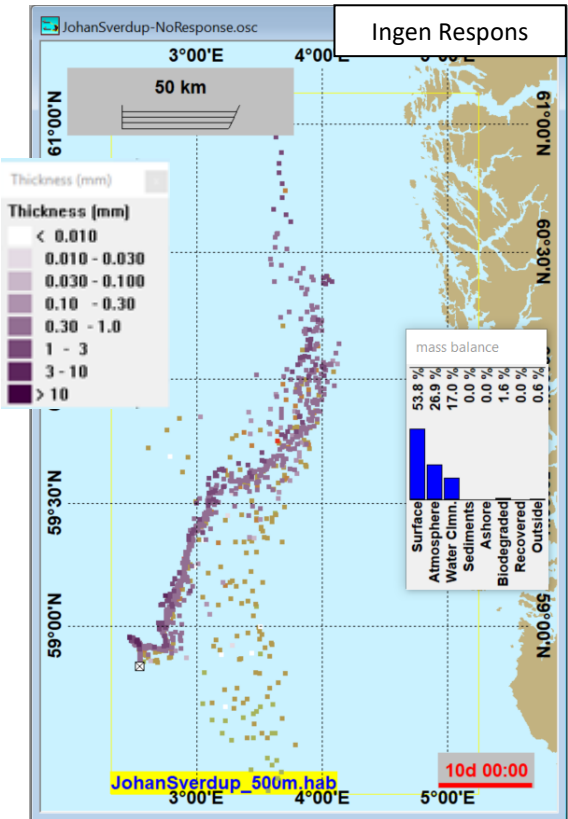 JohanSverdup-NoResponse.osc
Ingen Respons
3°00'E 4°00'E
50 km
61°00'N 61°00'N
Thickness (mm)
Thickness (mm)
< 0.010
0.010 - 0.030
0.030 - 0.100
0.10 - 0.30
0.30 - 1.0
1 - 3
3 - 10
> 10
60°30'N
mass balance
53.8 %
26.9 %
17.0 %
0.0 %
0.0 %
1.6 %
0.0 %
0.6 %
Surface
Atmosphere
Water Clmn.
Sediments
Ashore
Biodegraded
Recovered
Outside
59°30'N
59°00'N 59°00'N
10d 00:00
JohanSverdup_500m.hab
3°00'E 4°00'E 5°00'E